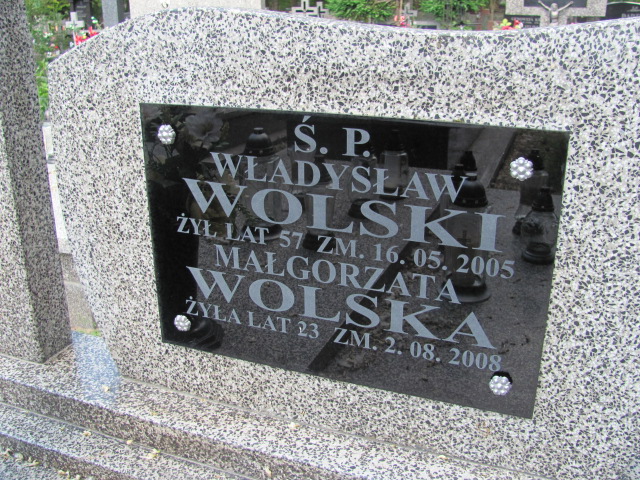 Ś. P.
WŁADYSŁAW
WOLSKI
ŻYŁ LAT 57 ZM. 16. 05. 2005
MAŁGORZATA
WOLSKA
ŻYŁA LAT 23 ZM. 2. 08. 2008